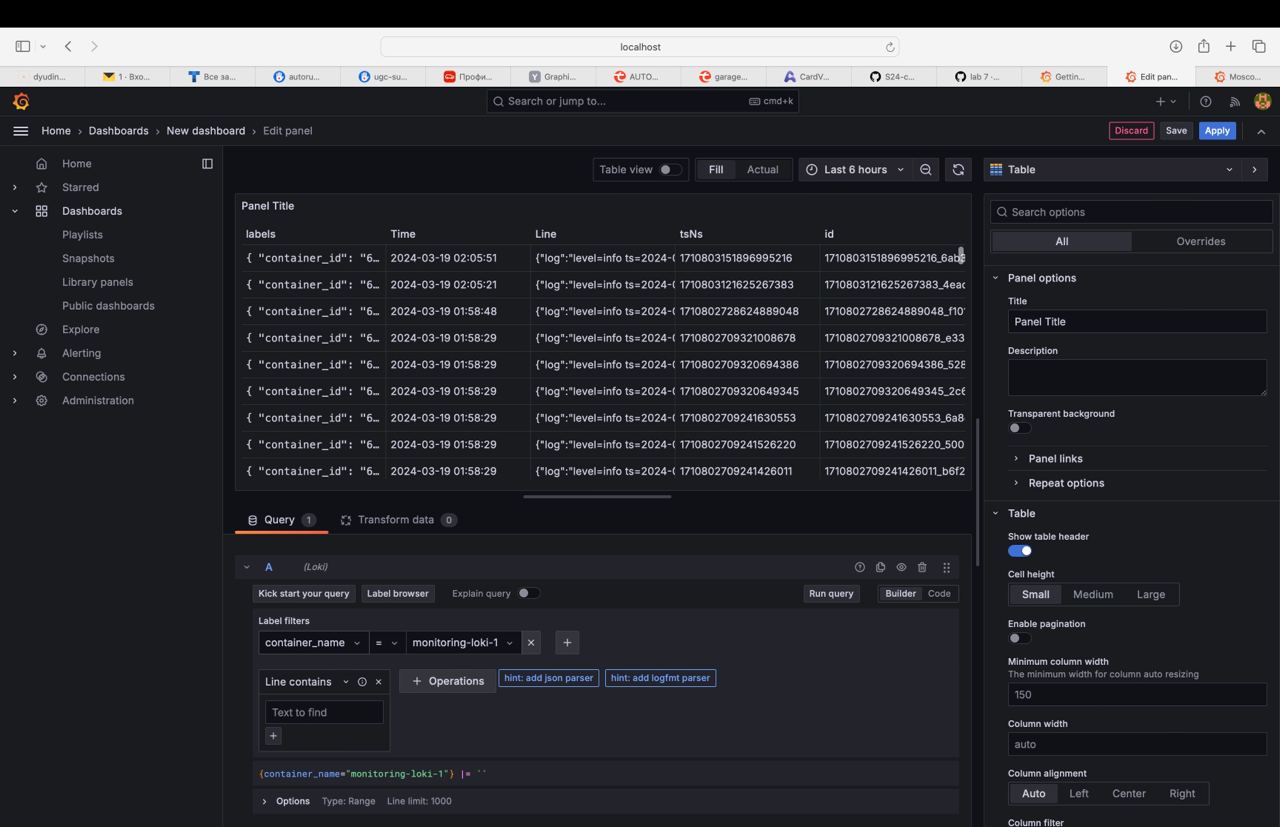 localhost
dyudin...
1 · Вхо...
Все за...
autoru...
ugc-su...
Профи...
Graphi...
AUTO...
garage...
CardV...
S24-c...
lab 7 ·...
Gettin...
Edit pan...
Mosco...
Search or jump to...
cmd+k
Home › Dashboards › New dashboard › Edit panel
Discard Save Apply
Home
Starred
Dashboards
Playlists
Snapshots
Library panels
Public dashboards
Explore
Alerting
Connections
Administration
Table view Fill Actual Last 6 hours
Panel Title
labels Time Line tsNs id
{ "container_id": "6… 2024-03-19 02:05:51 {"log":"level=info ts=2024-0 1710803151896995216
{ "container_id": "6… 2024-03-19 02:05:21 {"log":"level=info ts=2024-0 1710803121625267383 1710803121625267383_4eac
{ "container_id": "6… 2024-03-19 01:58:48 {"log":"level=info ts=2024-0 1710802728624889048 1710802728624889048_f101
{ "container_id": "6… 2024-03-19 01:58:29 {"log":"level=info ts=2024-0 1710802709321008678 1710802709321008678_e33
{ "container_id": "6… 2024-03-19 01:58:29 {"log":"level=info ts=2024-0 1710802709320694386 1710802709320694386_528
{ "container_id": "6… 2024-03-19 01:58:29 {"log":"level=info ts=2024-0 1710802709320649345 1710802709320649345_2c6
{ "container_id": "6… 2024-03-19 01:58:29 {"log":"level=info ts=2024-0 1710802709241630553 1710802709241630553_6a8
{ "container_id": "6… 2024-03-19 01:58:29 {"log":"level=info ts=2024-0 1710802709241526220 1710802709241526220_500
{ "container_id": "6… 2024-03-19 01:58:29 {"log":"level=info ts=2024-0 1710802709241426011 1710802709241426011_b6f2
Query 1 Transform data 0
A (Loki)
Kick start your query Label browser Explain query Run query Builder Code
Label filters
container_name = monitoring-loki-1
Line contains
Operations
hint: add json parser
hint: add logfmt parser
Text to find
{container_name="monitoring-loki-1"} |= ``
Options Type: Range Line limit: 1000
Table
Search options
All Overrides
Panel options
Title
Panel Title
Description
Transparent background
Panel links
Repeat options
Table
Show table header
Cell height
Small Medium Large
Enable pagination
Minimum column width
The minimum width for column auto resizing
150
Column width
auto
Column alignment
Auto Left Center Right
Column filter